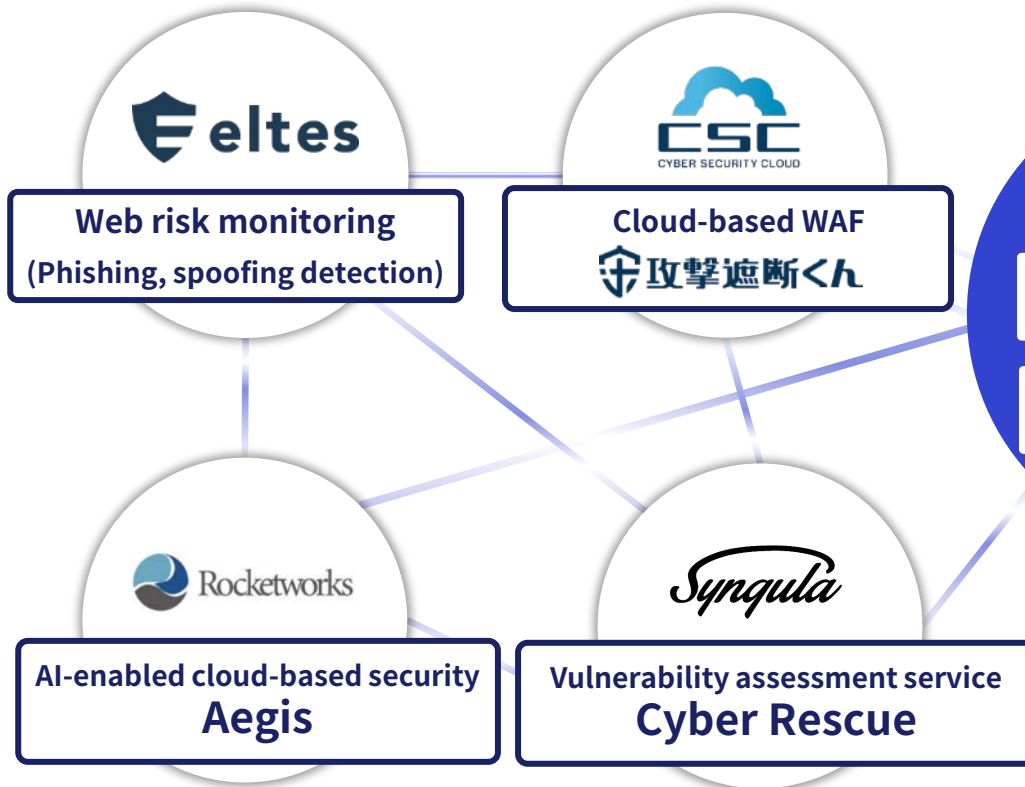 eltes
Web risk monitoring
(Phishing, spoofing detection)
CSC
CYBER SECURITY CLOUD
Cloud-based WAF
攻撃遮断くん
Rocketworks
AI-enabled cloud-based security
Aegis
Syngula
Vulnerability assessment service
Cyber Rescue